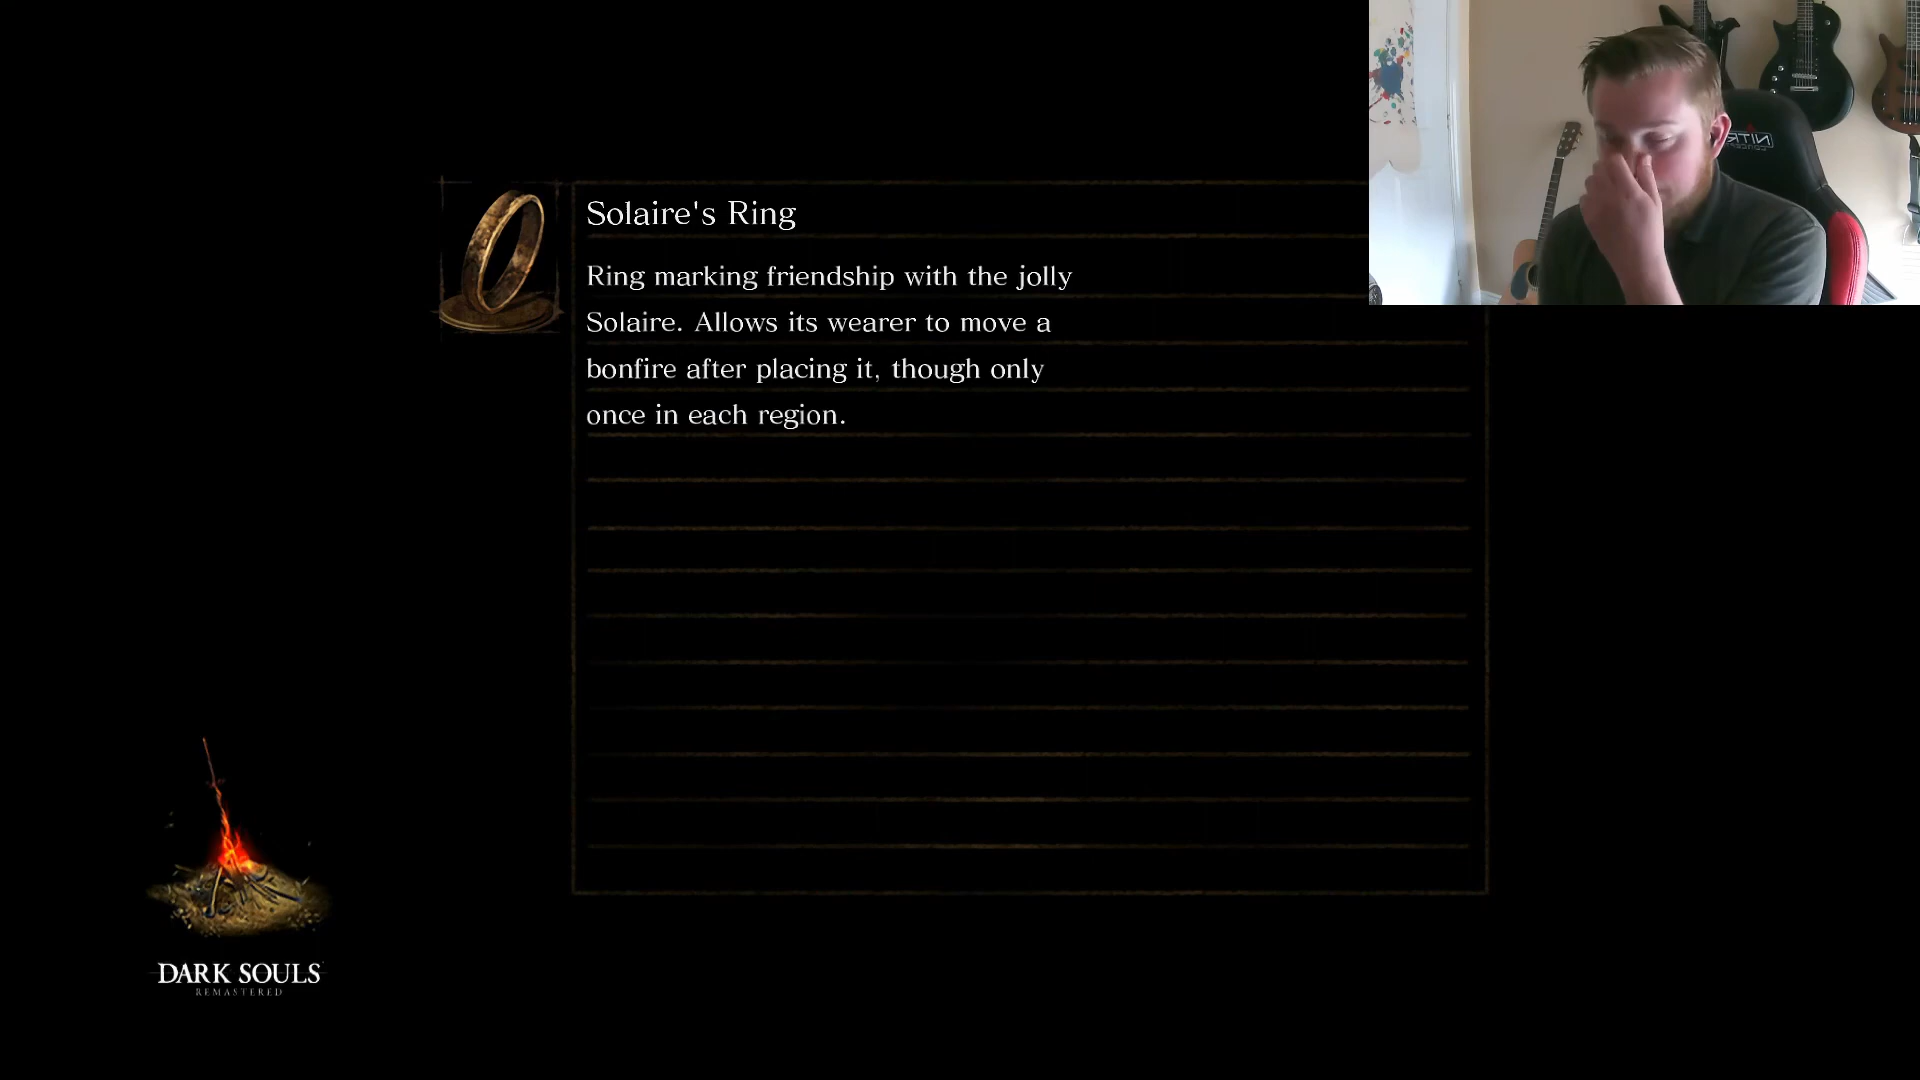 Solaire's Ring
Ring marking friendship with the jolly
Solaire. Allows its wearer to move a
bonfire after placing it, though only
once in each region.
DARK SOULS
REMASTERED